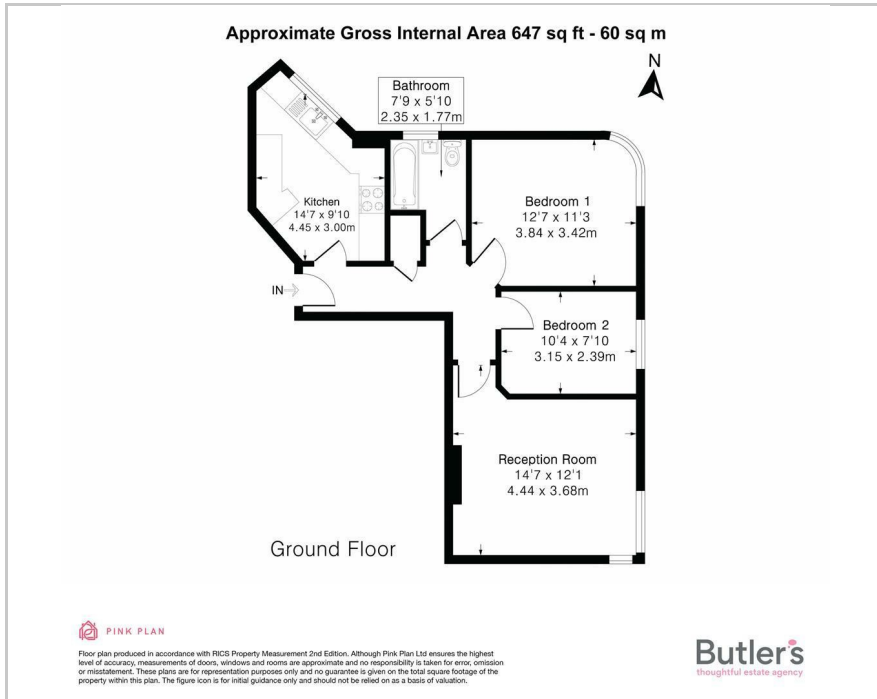 Approximate Gross Internal Area 647 sq ft - 60 sq m
N
Bathroom
7'9 x 5'10
2.35 x 1.77m
Kitchen
14'7 x 9'10
4.45 x 3.00m
Bedroom 1
12'7 x 11'3
3.84 x 3.42m
IN
Bedroom 2
10'4 x 7'10
3.15 x 2.39m
Reception Room
14'7 x 12'1
4.44 x 3.68m
Ground Floor
PINK PLAN
Floor plan produced in accordance with RICS Property Measurement 2nd Edition. Although Pink Plan Ltd ensures the highest
level of accuracy, measurements of doors, windows and rooms are approximate and no responsibility is taken for error, omission
or misstatement. These plans are for representation purposes only and no guarantee is given on the total square footage of the
property within this plan. The figure icon is for initial guidance only and should not be relied on as a basis of valuation.
Butler's
thoughtful estate agency